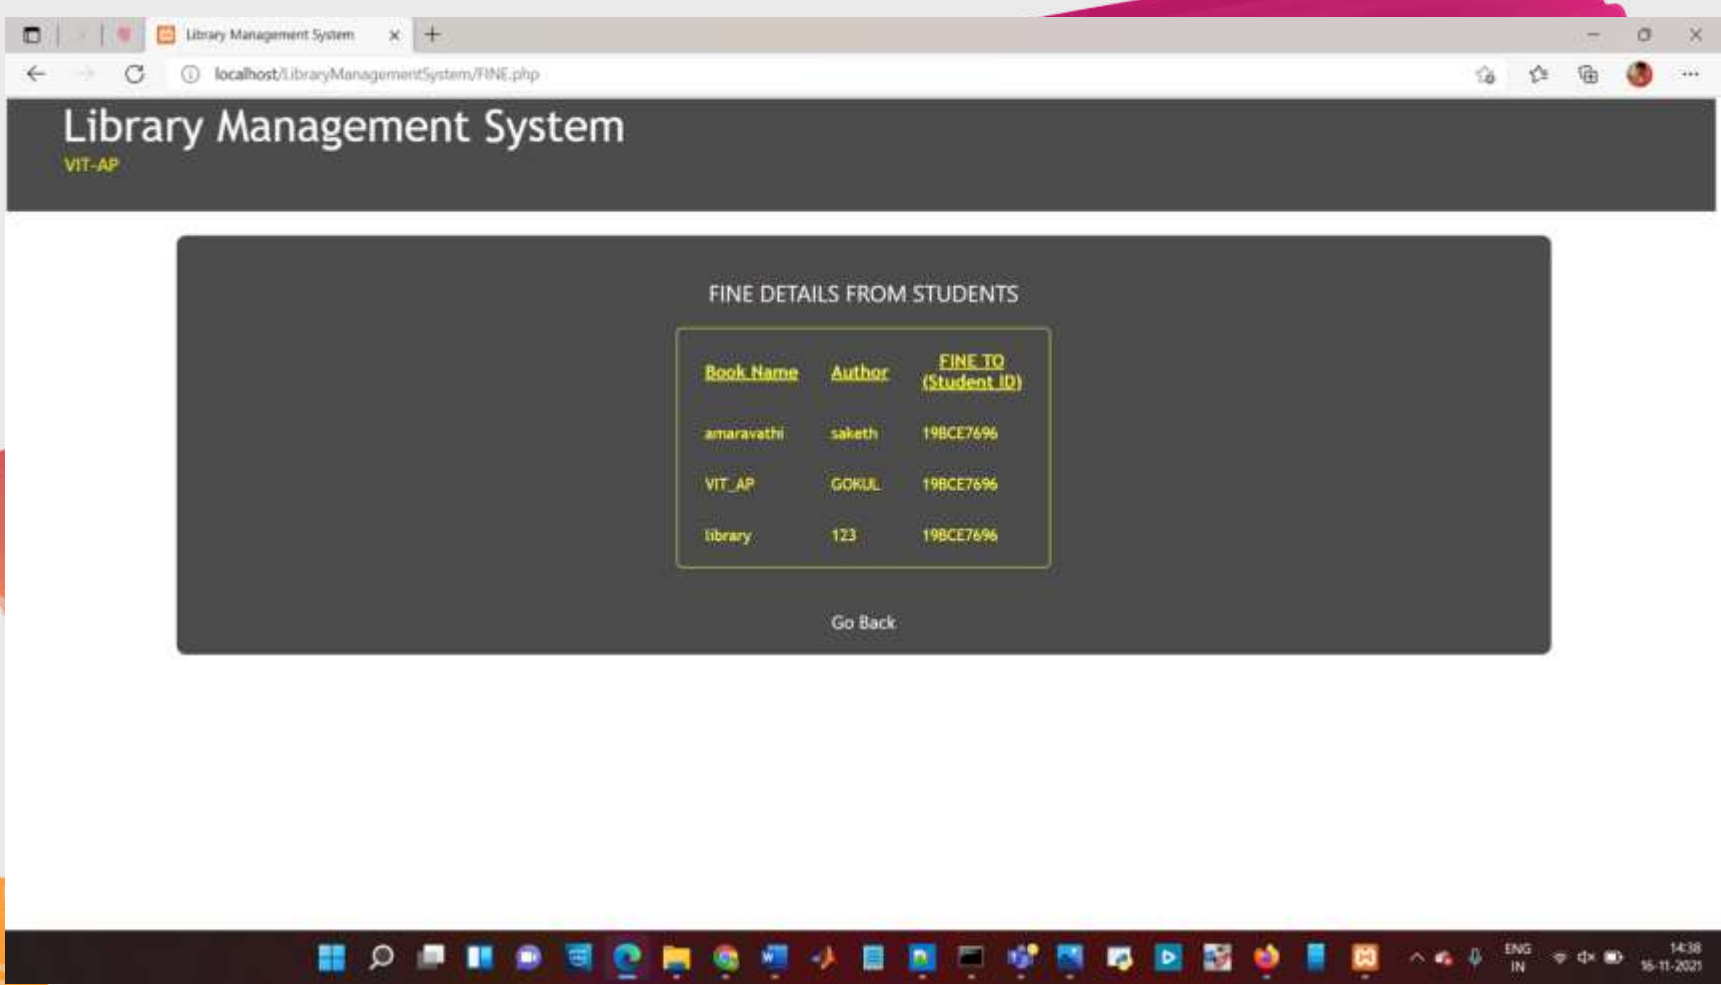 Library Management System
localhost/LibraryManagementSystem/FINE.php
Library Management System
VIT-AP
FINE DETAILS FROM STUDENTS
Book Name Author FINE TO
(Student ID)
amaravathi saketh 19BCE7696
VIT_AP GOKUL 19BCE7696
library 123 19BCE7696
Go Back
ENG 14:38
IN 16-11-2021